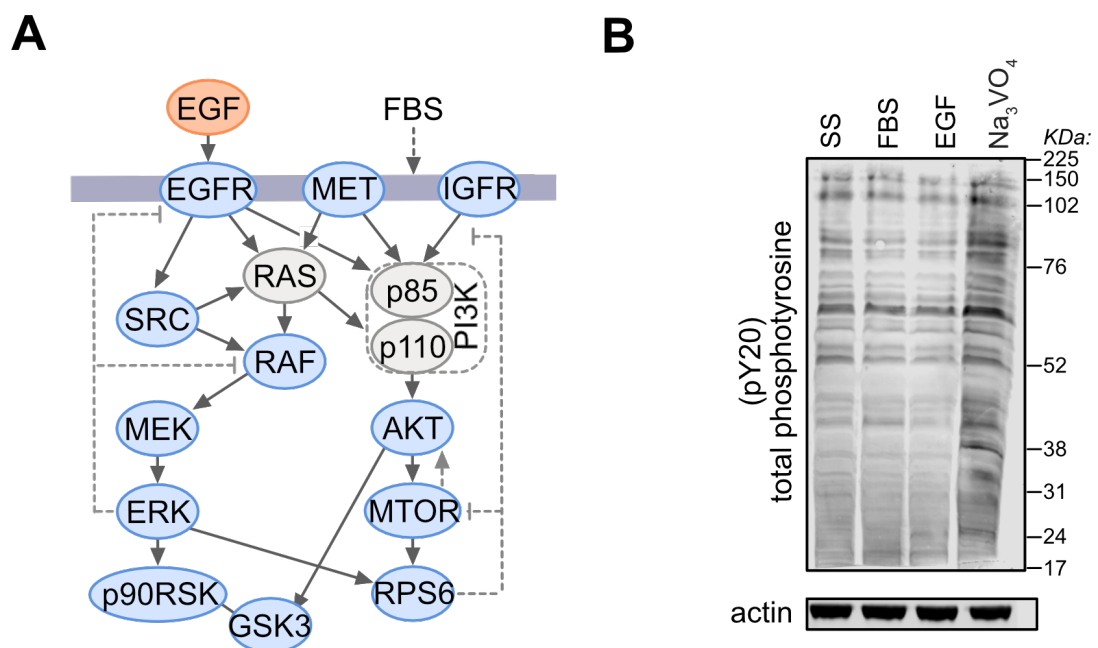 A
EGF
FBS
EGFR
MET
IGFR
RAS
p85
SRC
PI3K
p110
RAF
MEK
AKT
ERK
MTOR
p90RSK
RPS6
GSK3
B
SS
FBS
EGF
Na₃VO₄
KDa:
225
150
102
76
52
38
31
24
17
(pY20)
total phosphotyrosine
actin